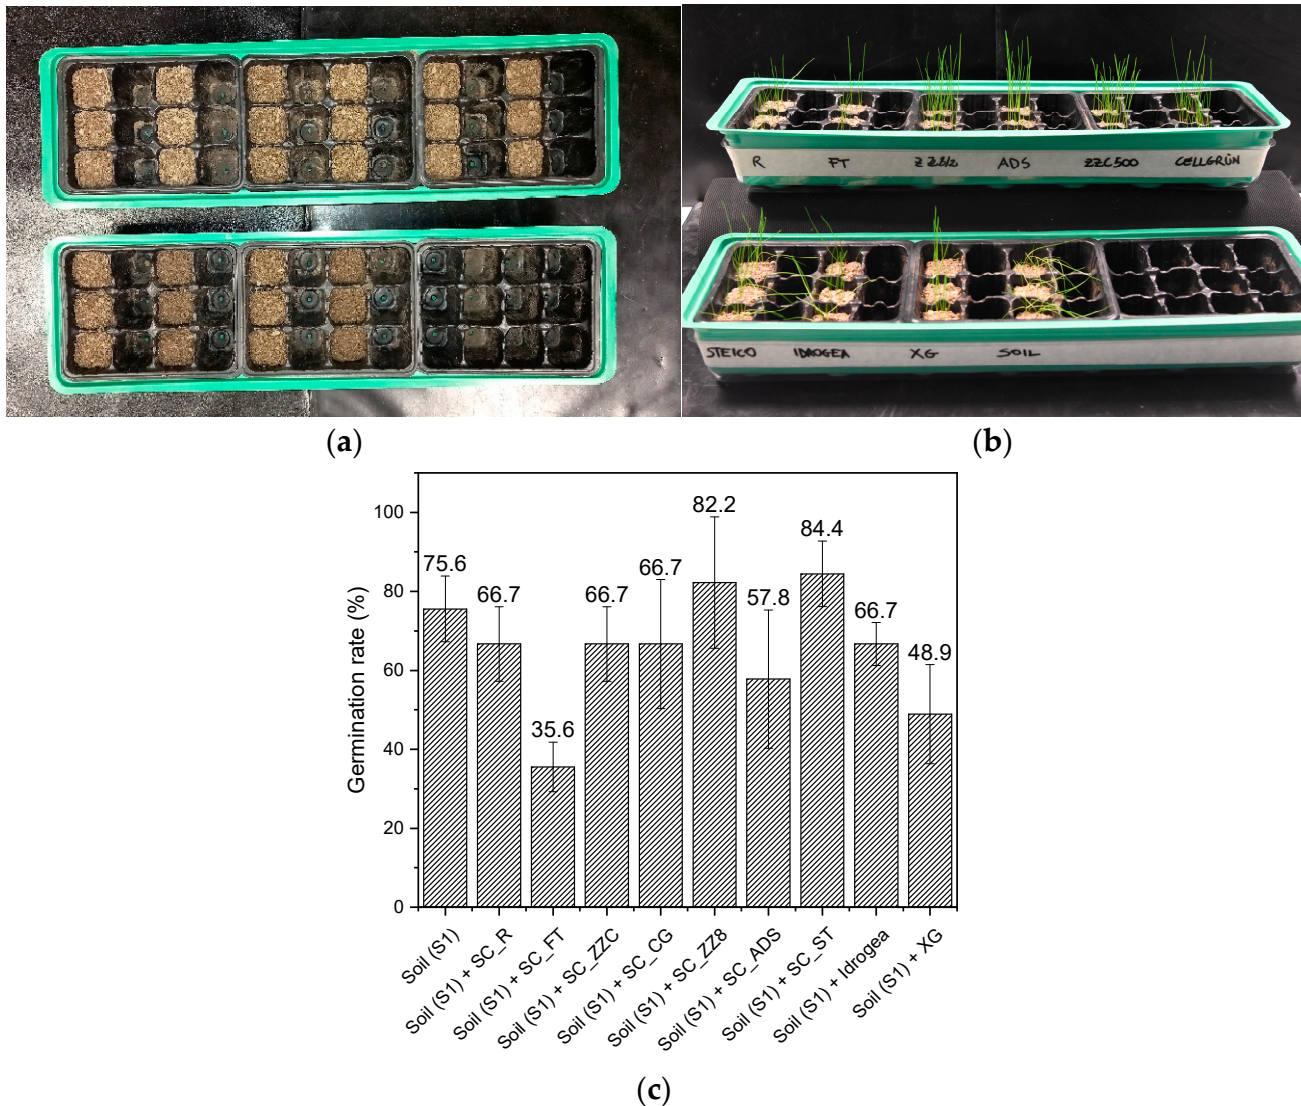 R FT ZZ8/2 ADS ZZC500 CELLGRÜN
STEICO IDROGEA XG SOIL
(a)
(b)
Germination rate (%)
100
80
60
40
20
0
75.6
66.7
35.6
66.7
66.7
82.2
57.8
84.4
66.7
48.9
Soil (S1)
Soil (S1) + SC_R
Soil (S1) + SC_FT
Soil (S1) + SC_ZZC
Soil (S1) + SC_CG
Soil (S1) + SC_ZZ8
Soil (S1) + SC_ADS
Soil (S1) + SC_ST
Soil (S1) + Idrogea
Soil (S1) + XG
(c)